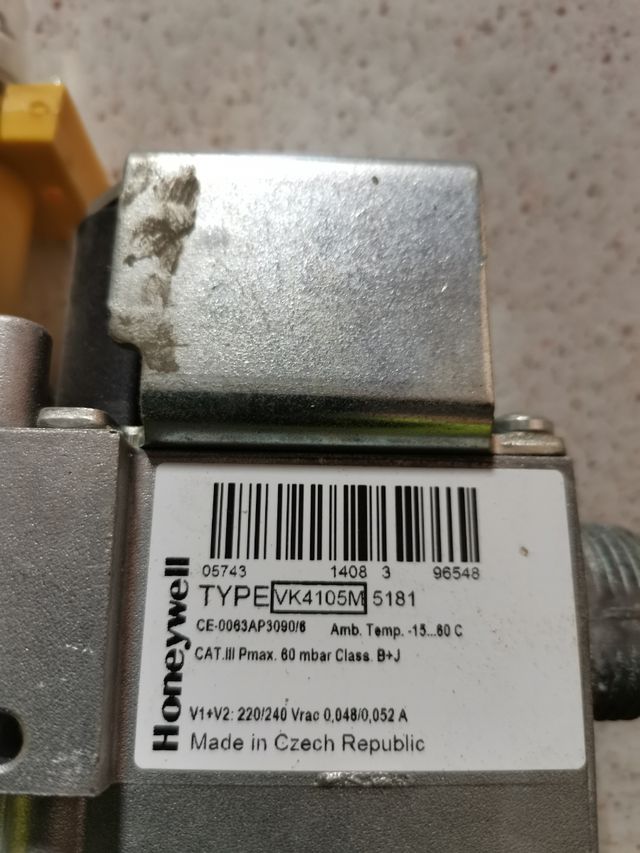 05743 1408 3 96548
TYPE VK4105M 5181
CE-0063AP3090/6 Amb. Temp. -15...60 C
CAT.III Pmax. 60 mbar Class. B+J
V1+V2: 220/240 Vrac 0,048/0,052 A
Made in Czech Republic
Honeywell